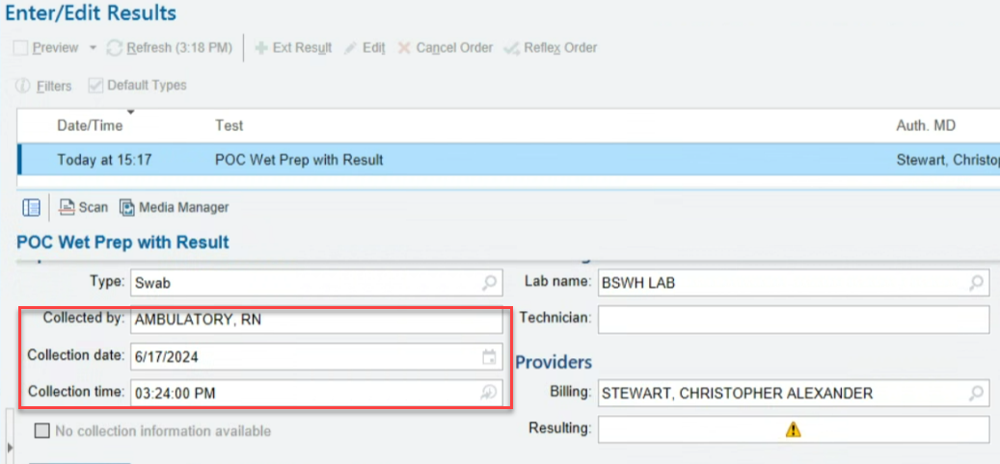 Enter/Edit Results
Preview Refresh (3:18 PM) Ext Result Edit Cancel Order Reflex Order
Filters Default Types
Date/Time Test Auth. MD
Today at 15:17 POC Wet Prep with Result Stewart, Christop
Scan Media Manager
POC Wet Prep with Result
Type: Swab Lab name: BSWH LAB
Collected by: AMBULATORY, RN Technician:
Collection date: 6/17/2024 Providers
Collection time: 03:24:00 PM Billing: STEWART, CHRISTOPHER ALEXANDER
No collection information available Resulting: